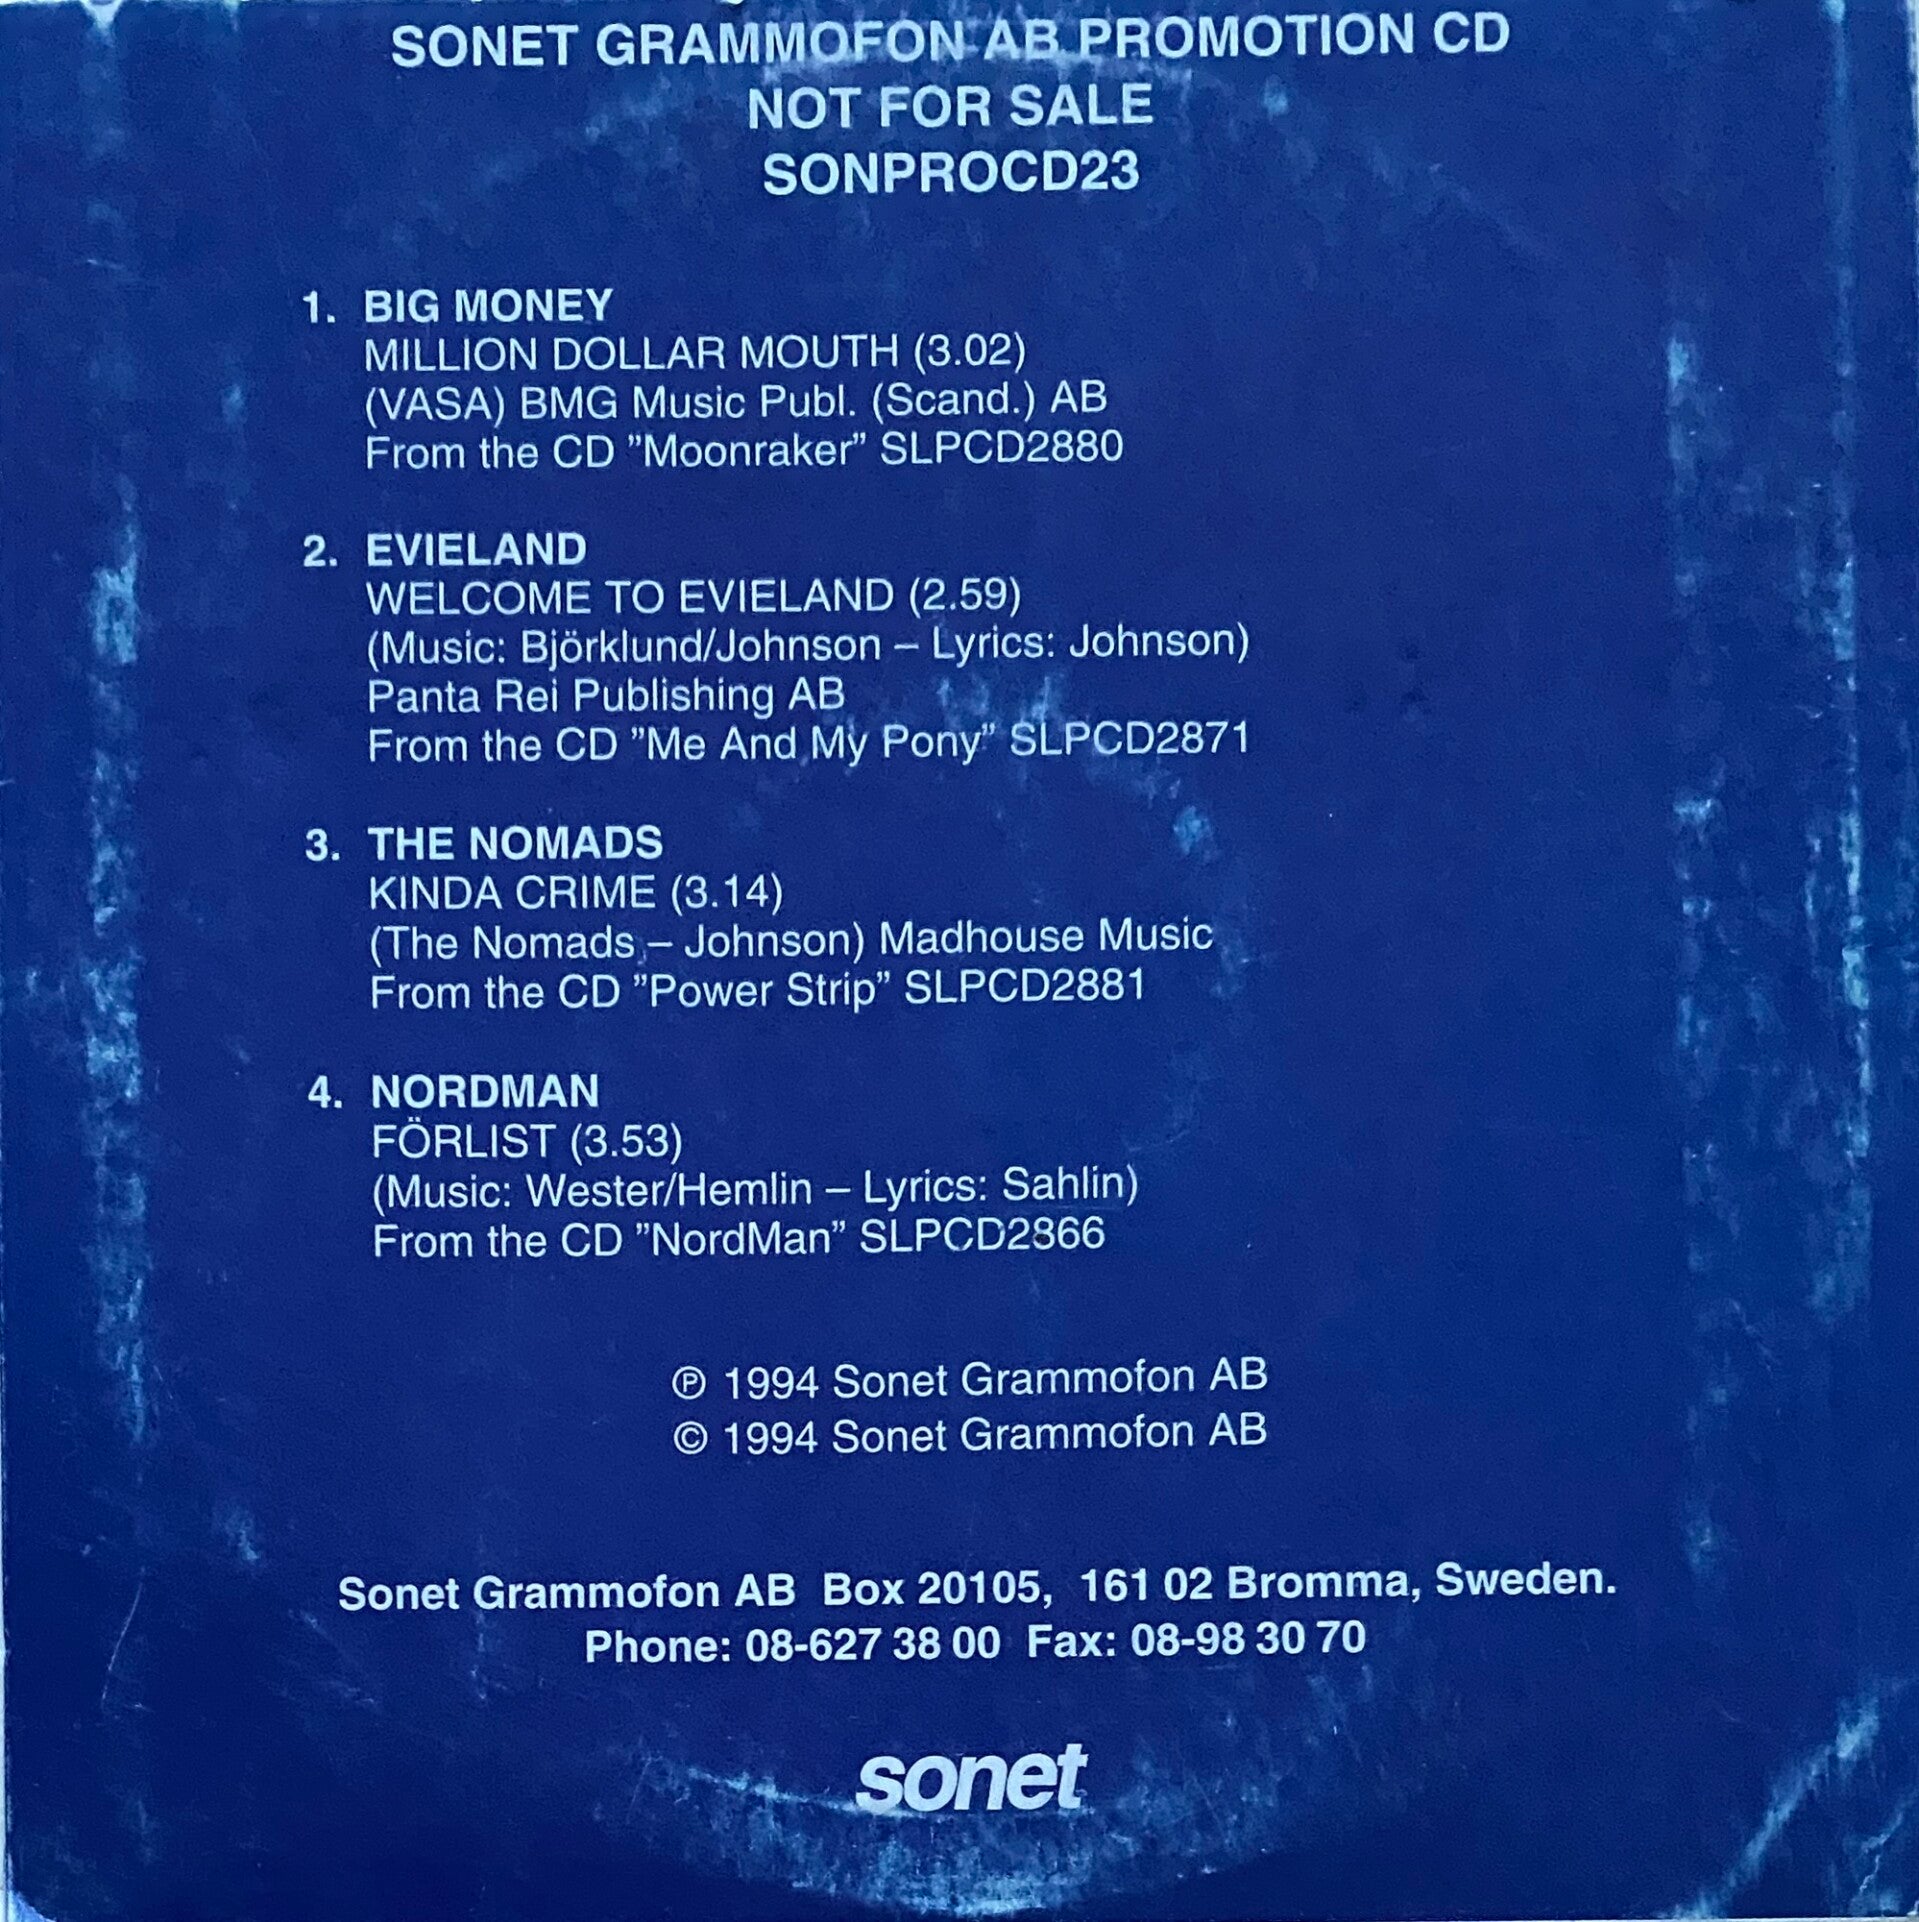 SONET GRAMMOFON AB PROMOTION CD
NOT FOR SALE
SONPROCD23
1. BIG MONEY
MILLION DOLLAR MOUTH (3.02)
(VASA) BMG Music Publ. (Scand.) AB
From the CD ”Moonraker” SLPCD2880
2. EVIELAND
WELCOME TO EVIELAND (2.59)
(Music: Björklund/Johnson – Lyrics: Johnson)
Panta Rei Publishing AB
From the CD ”Me And My Pony” SLPCD2871
3. THE NOMADS
KINDA CRIME (3.14)
(The Nomads – Johnson) Madhouse Music
From the CD ”Power Strip” SLPCD2881
4. NORDMAN
FÖRLIST (3.53)
(Music: Wester/Hemlin – Lyrics: Sahlin)
From the CD ”NordMan” SLPCD2866
℗ 1994 Sonet Grammofon AB
© 1994 Sonet Grammofon AB
Sonet Grammofon AB Box 20105, 161 02 Bromma, Sweden.
Phone: 08-627 38 00 Fax: 08-98 30 70
sonet